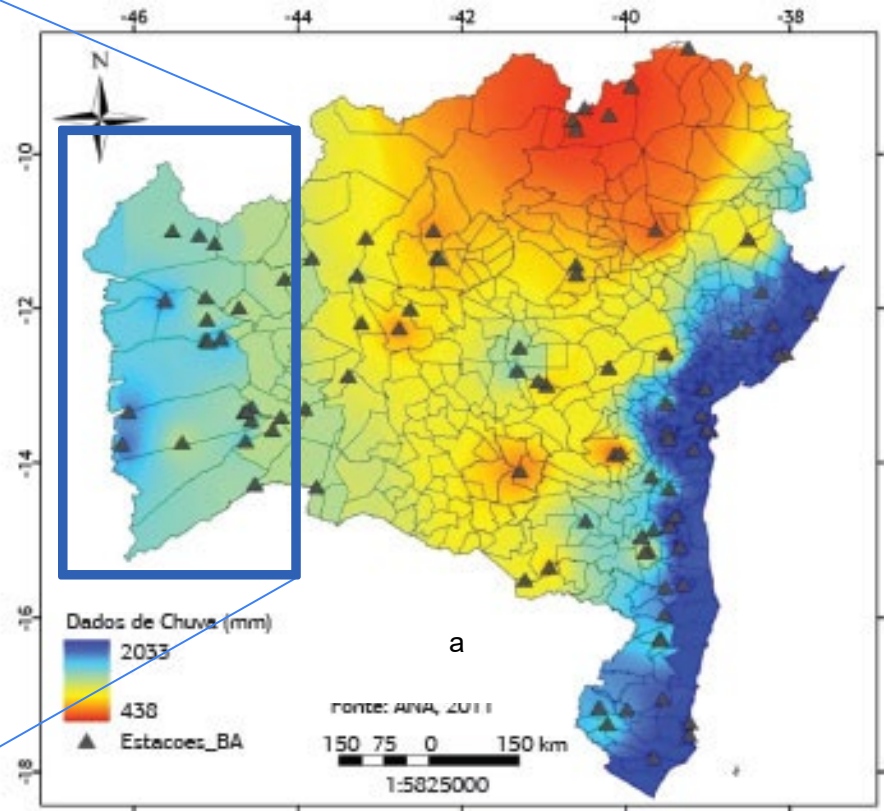 -46 -44 -42 -40 -38
N
-10
-12
-14
-16
-18
Dados de Chuva (mm)
2033
438
Estacoes_BA
a
Fonte: ANA, 2011
150 75 0 150 km
1:5825000